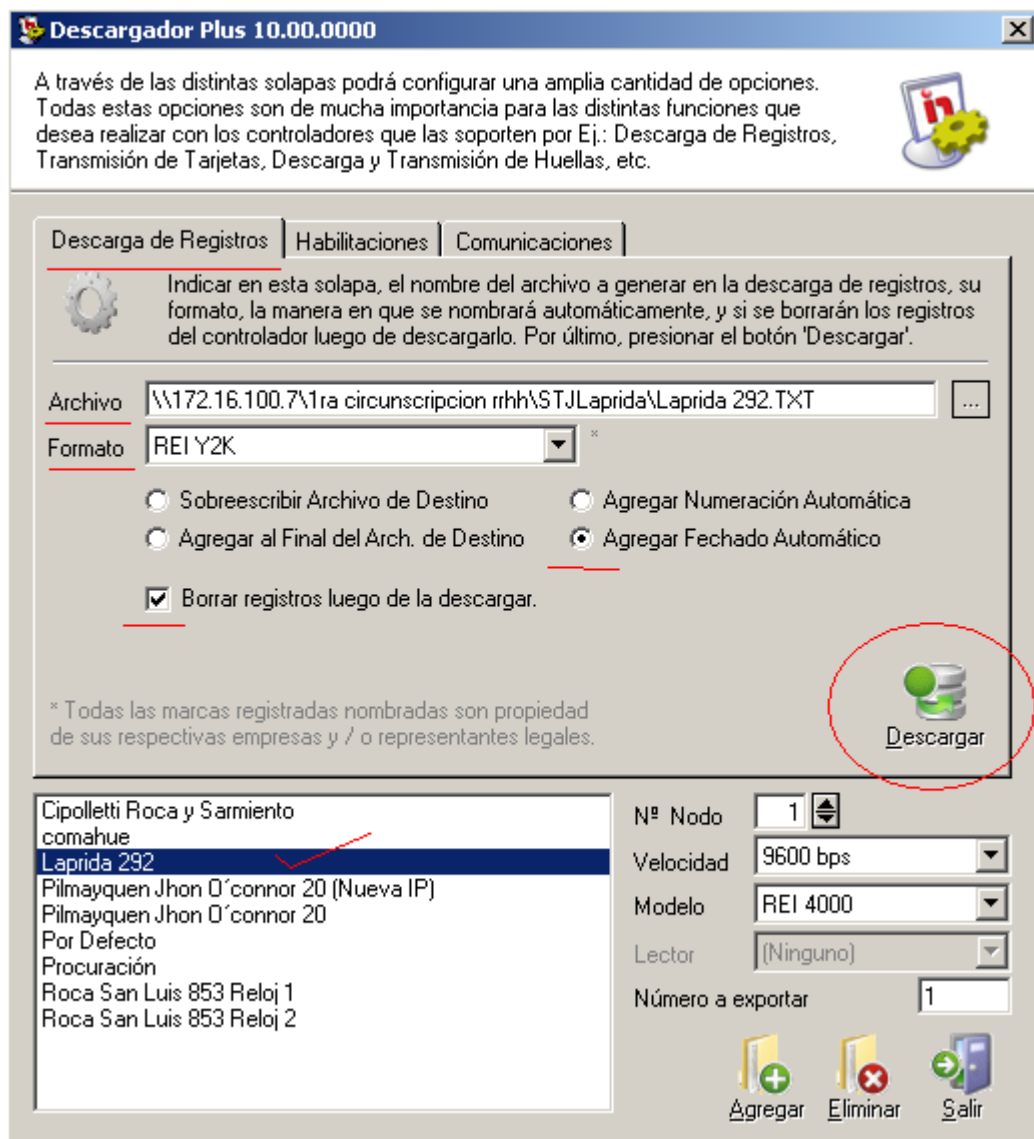 Descargador Plus 10.00.0000
A través de las distintas solapas podrá configurar una amplia cantidad de opciones.
Todas estas opciones son de mucha importancia para las distintas funciones que
desea realizar con los controladores que las soporten por Ej.: Descarga de Registros,
Transmisión de Tarjetas, Descarga y Transmisión de Huellas, etc.
Descarga de Registros Habilitaciones Comunicaciones
Indicar en esta solapa, el nombre del archivo a generar en la descarga de registros, su
formato, la manera en que se nombrará automáticamente, y si se borrarán los registros
del controlador luego de descargarlo. Por último, presionar el botón 'Descargar'.
Archivo \\172.16.100.7\1ra circunscripcion rrhh\STJLaprida\Laprida 292.TXT ...
Formato REI Y2K *
Sobreescribir Archivo de Destino Agregar Numeración Automática
Agregar al Final del Arch. de Destino Agregar Fechado Automático
Borrar registros luego de la descargar.
* Todas las marcas registradas nombradas son propiedad
de sus respectivas empresas y / o representantes legales.
Descargar
Cipolletti Roca y Sarmiento
comahue
Laprida 292
Pilmayquen Jhon O´connor 20 (Nueva IP)
Pilmayquen Jhon O´connor 20
Por Defecto
Procuración
Roca San Luis 853 Reloj 1
Roca San Luis 853 Reloj 2
Nº Nodo 1
Velocidad 9600 bps
Modelo REI 4000
Lector (Ninguno)
Número a exportar 1
Agregar Eliminar Salir